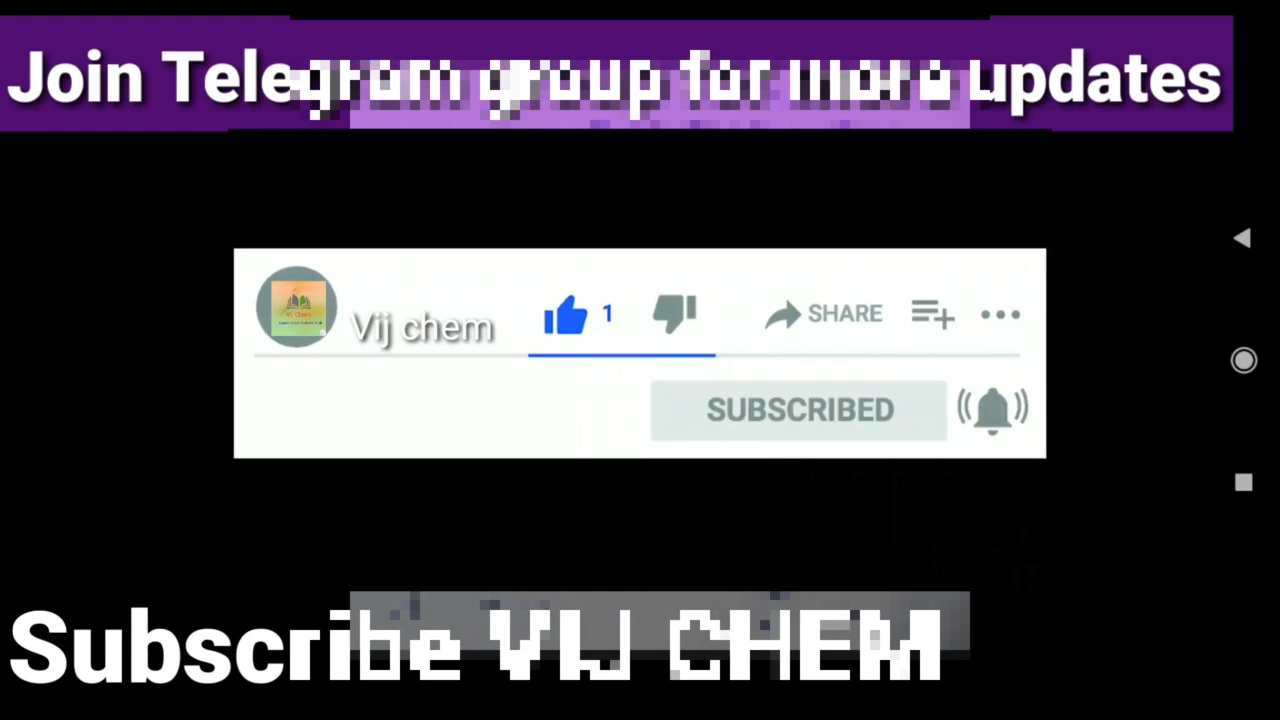 Join Telegram group for more updates
Vij chem
1
SHARE
SUBSCRIBED
Subscribe VIJ CHEM